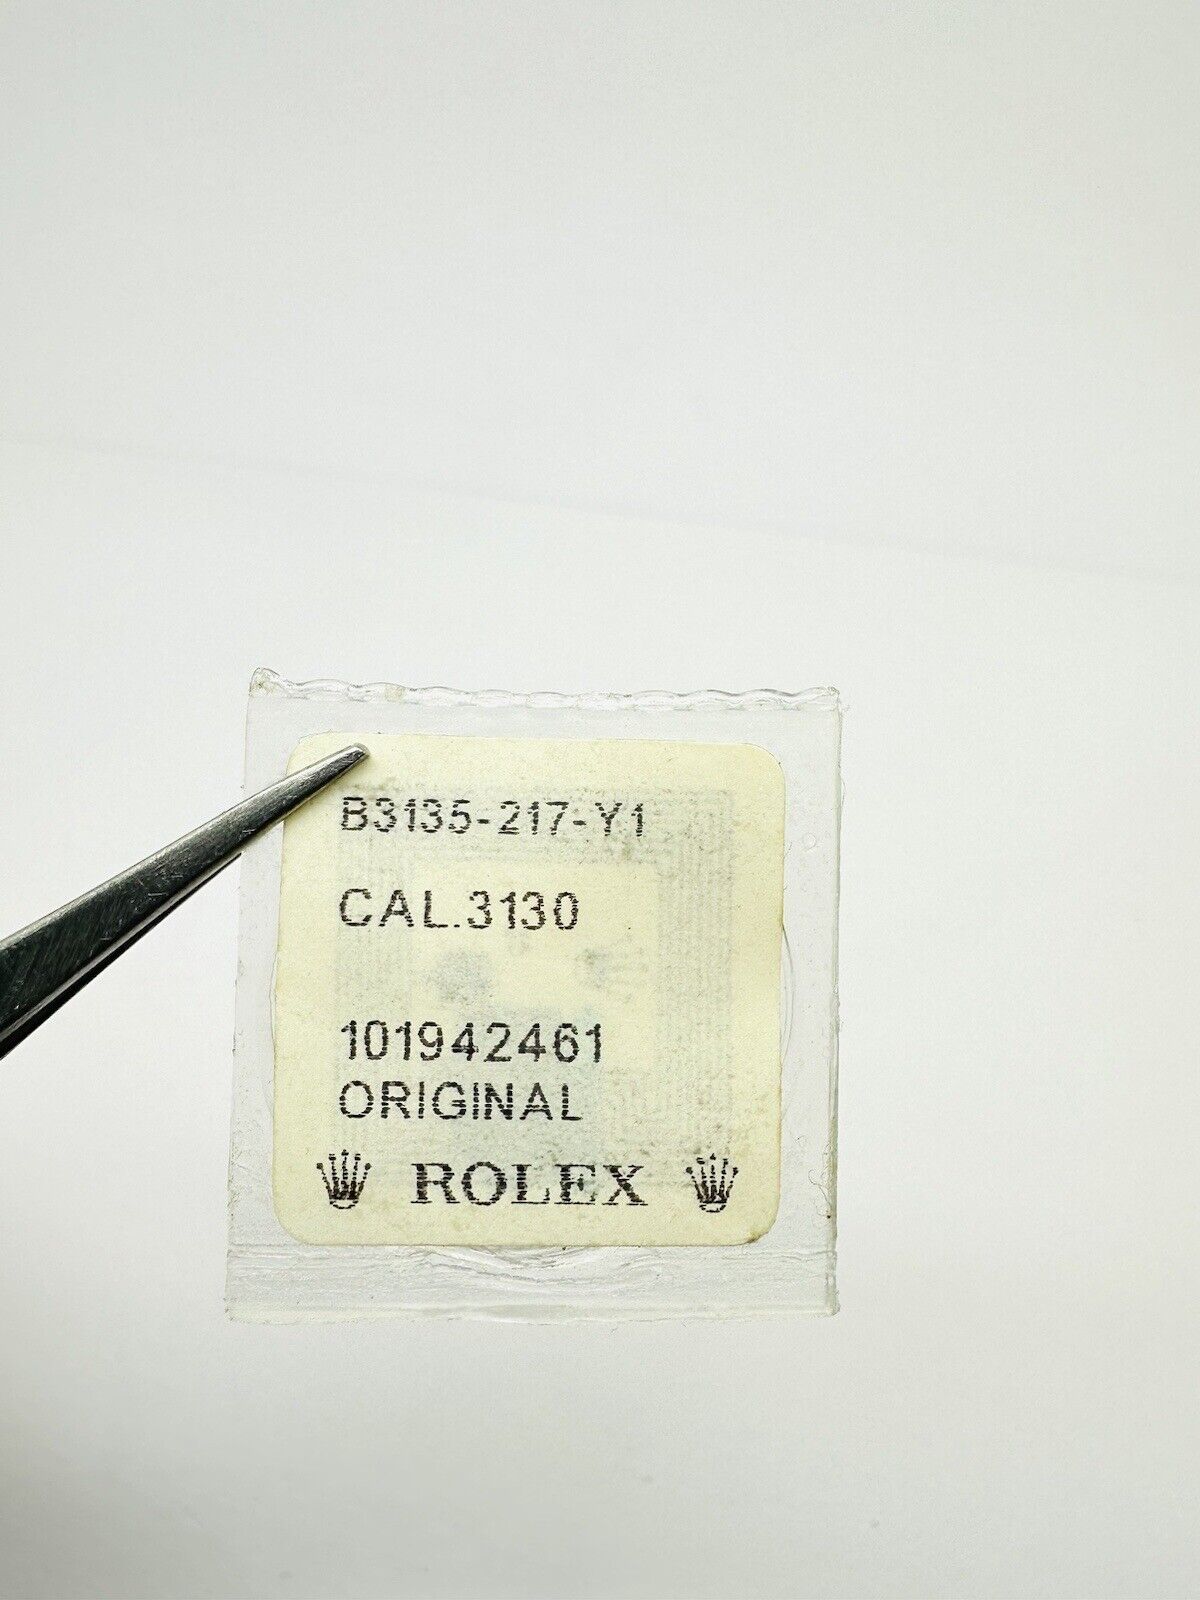 B3135-217-Y1
CAL.3130
101942461
ORIGINAL
ROLEX